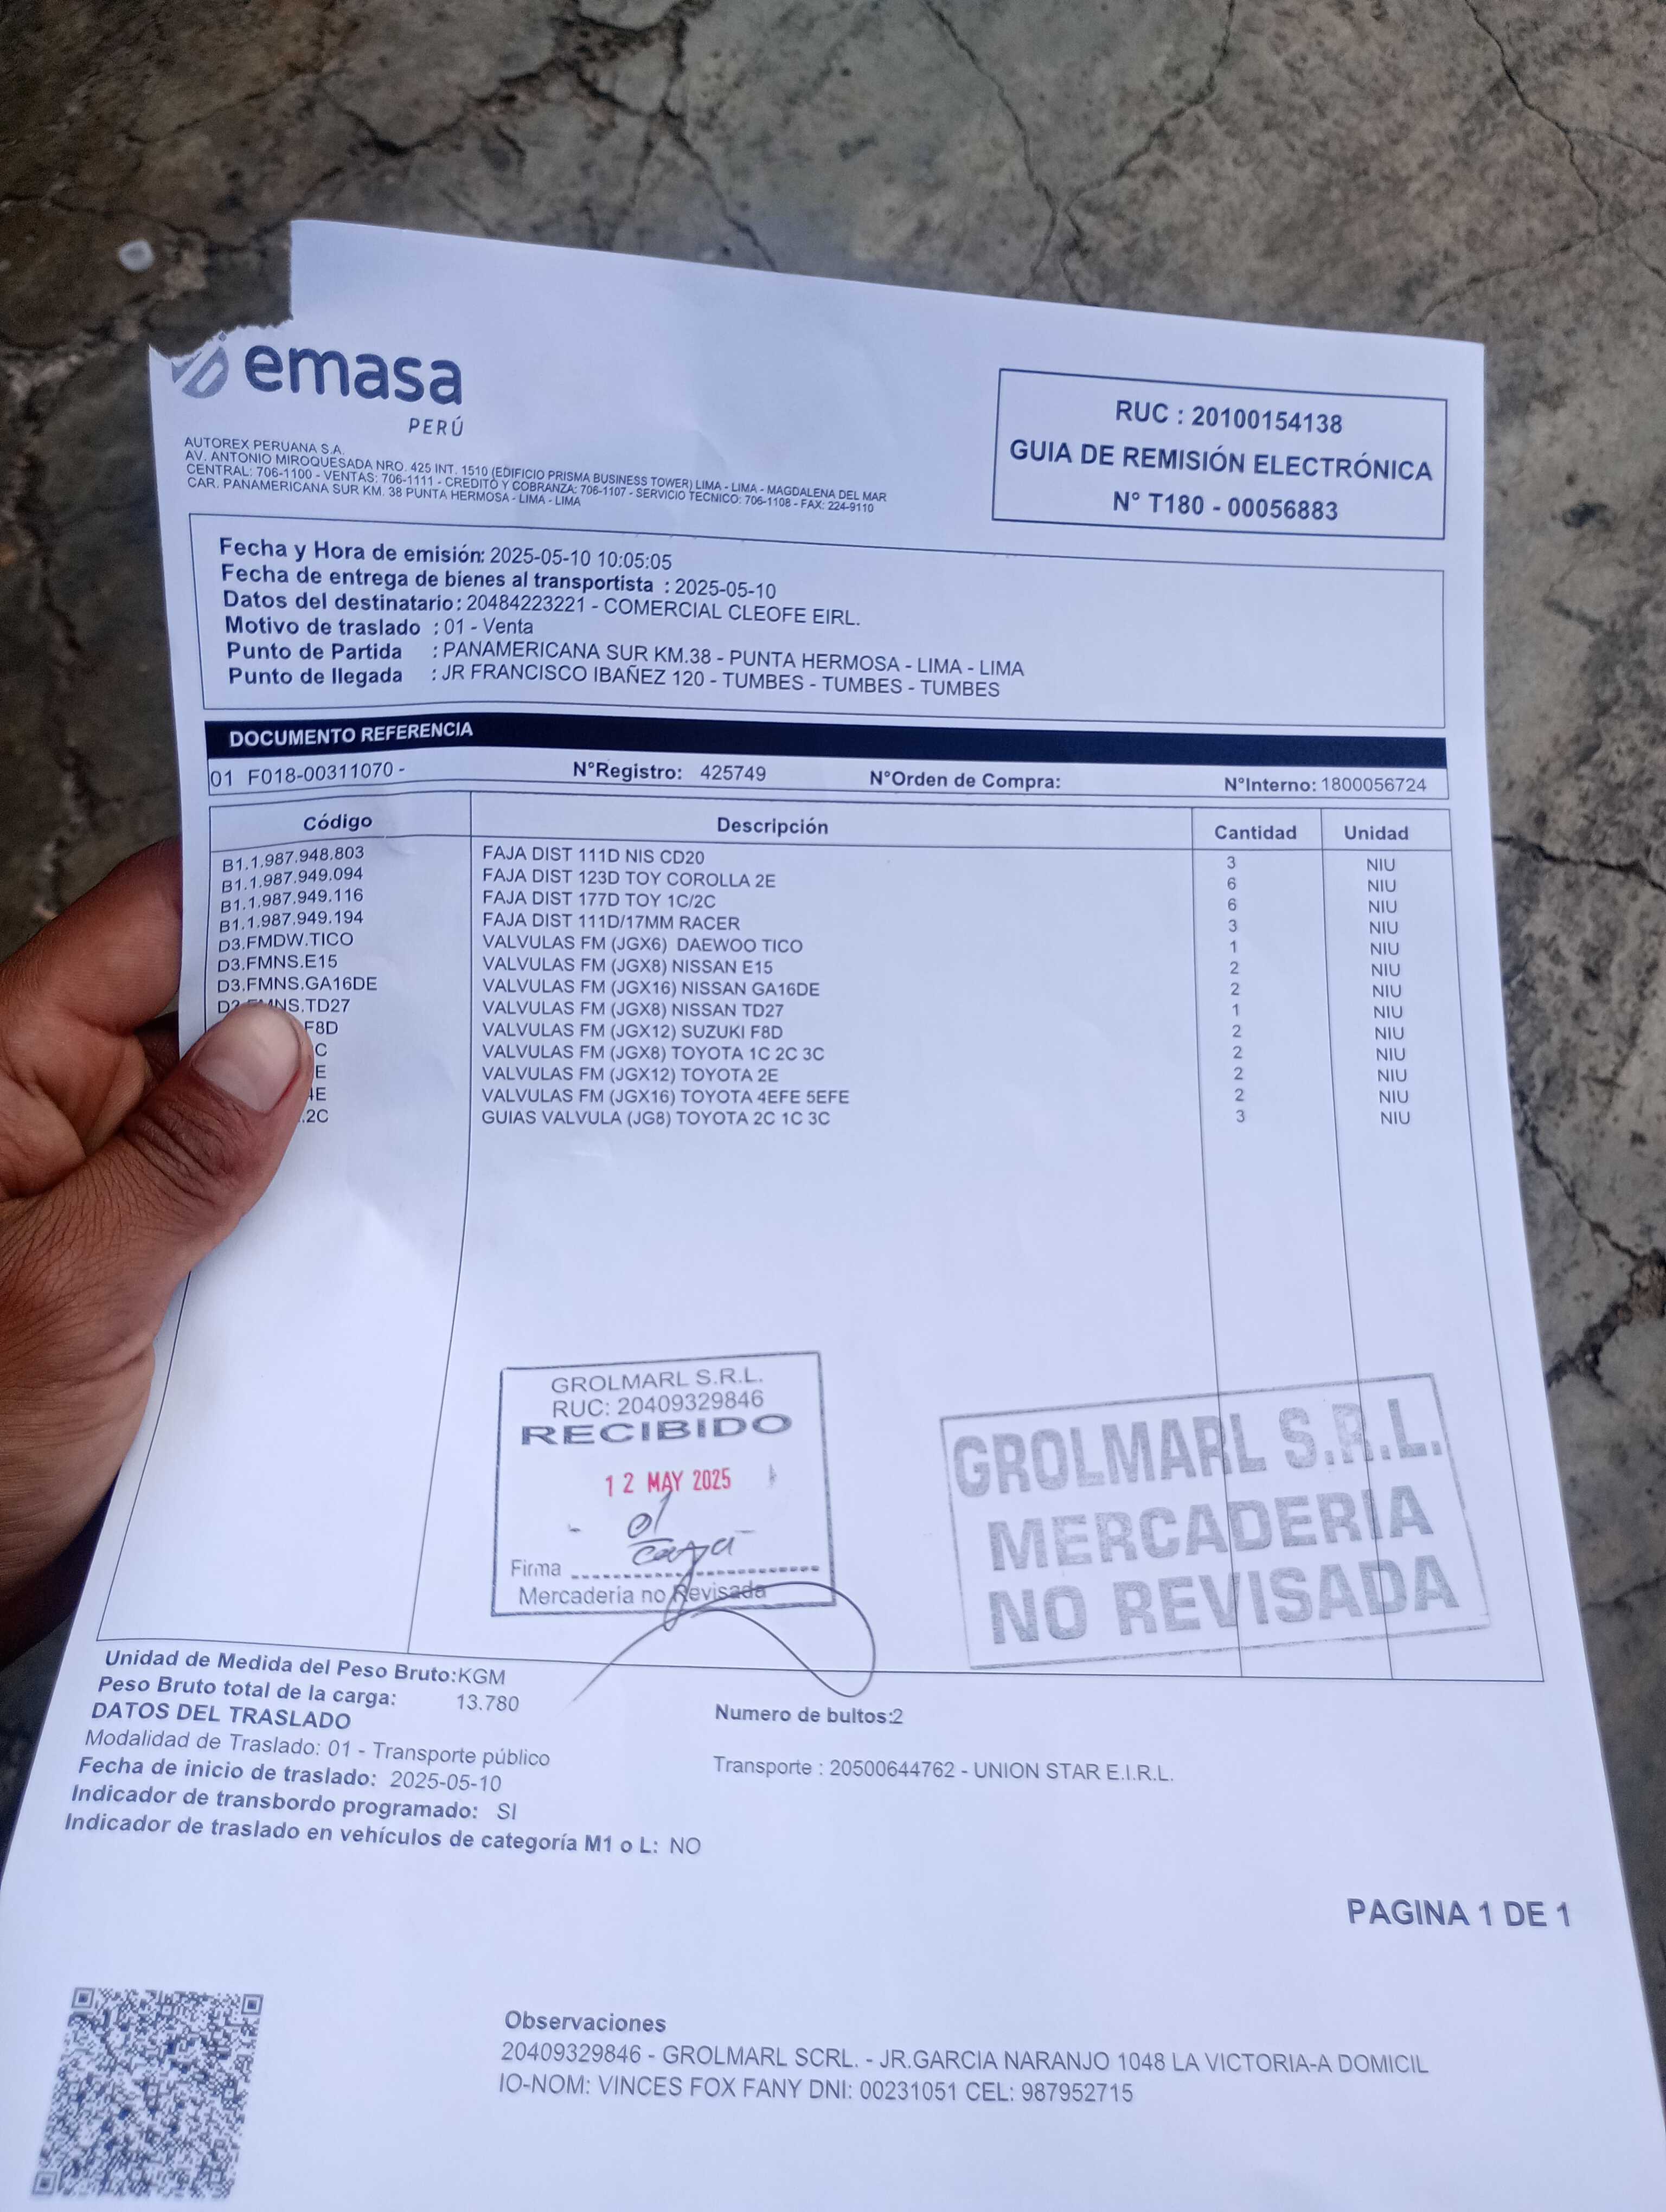 emasa
PERÚ
AUTOREX PERUANA S.A.
AV. ANTONIO MIROQUESADA NRO. 425 INT. 1510 (EDIFICIO PRISMA BUSINESS TOWER) LIMA - LIMA - MAGDALENA DEL MAR
CENTRAL: 706-1100 - VENTAS: 706-1111 - CREDITO Y COBRANZA: 706-1107 - SERVICIO TECNICO: 706-1108 - FAX: 224-9110
CAR. PANAMERICANA SUR KM. 38 PUNTA HERMOSA - LIMA - LIMA
RUC : 20100154138
GUIA DE REMISIÓN ELECTRÓNICA
N° T180 - 00056883
Fecha y Hora de emisión: 2025-05-10 10:05:05
Fecha de entrega de bienes al transportista : 2025-05-10
Datos del destinatario : 20484223221 - COMERCIAL CLEOFE EIRL.
Motivo de traslado : 01 - Venta
Punto de Partida : PANAMERICANA SUR KM.38 - PUNTA HERMOSA - LIMA - LIMA
Punto de llegada : JR FRANCISCO IBAÑEZ 120 - TUMBES - TUMBES - TUMBES
DOCUMENTO REFERENCIA
01 F018-00311070 - N°Registro: 425749 N°Orden de Compra: N°Interno: 1800056724
Código Descripción Cantidad Unidad
B1.1.987.948.803 FAJA DIST 111D NIS CD20 3 NIU
B1.1.987.949.094 FAJA DIST 123D TOY COROLLA 2E 6 NIU
B1.1.987.949.116 FAJA DIST 177D TOY 1C/2C 6 NIU
B1.1.987.949.194 FAJA DIST 111D/17MM RACER 3 NIU
D3.FMDW.TICO VALVULAS FM (JGX6) DAEWOO TICO 1 NIU
D3.FMNS.E15 VALVULAS FM (JGX8) NISSAN E15 2 NIU
D3.FMNS.GA16DE VALVULAS FM (JGX16) NISSAN GA16DE 2 NIU
NS.TD27 VALVULAS FM (JGX8) NISSAN TD27 1 NIU
F8D VALVULAS FM (JGX12) SUZUKI F8D 2 NIU
C VALVULAS FM (JGX8) TOYOTA 1C 2C 3C 2 NIU
E VALVULAS FM (JGX12) TOYOTA 2E 2 NIU
4E VALVULAS FM (JGX16) TOYOTA 4EFE 5EFE 2 NIU
.2C GUIAS VALVULA (JG8) TOYOTA 2C 1C 3C 3 NIU
GROLMARL S.R.L.
RUC: 20409329846
RECIBIDO
12 MAY 2025
Firma
Mercaderia no Revisada
GROLMARL S.R.L.
MERCADERIA
NO REVISADA
Unidad de Medida del Peso Bruto: KGM
Peso Bruto total de la carga: 13.780
Numero de bultos:2
DATOS DEL TRASLADO
Modalidad de Traslado: 01 - Transporte público
Transporte : 20500644762 - UNION STAR E.I.R.L.
Fecha de inicio de traslado: 2025-05-10
Indicador de transbordo programado: SI
Indicador de traslado en vehículos de categoría M1 o L: NO
PAGINA 1 DE 1
Observaciones
20409329846 - GROLMARL SCRL. - JR.GARCIA NARANJO 1048 LA VICTORIA-A DOMICIL
IO-NOM: VINCES FOX FANY DNI: 00231051 CEL: 987952715